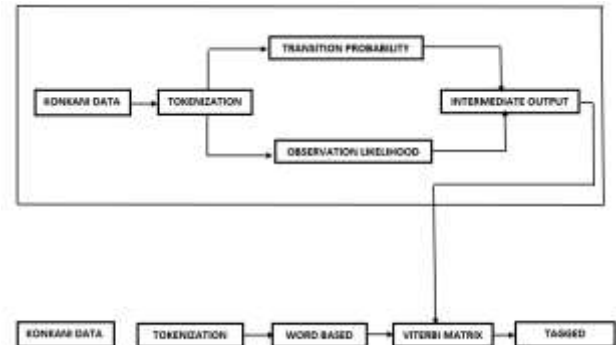 TRANSITION PROBABILITY
KONKANI DATA
TOKENIZATION
INTERMEDIATE OUTPUT
OBSERVATION LIKELIHOOD
KONKANI DATA
TOKENIZATION
WORD BASED
VITERBI MATRIX
TAGGED